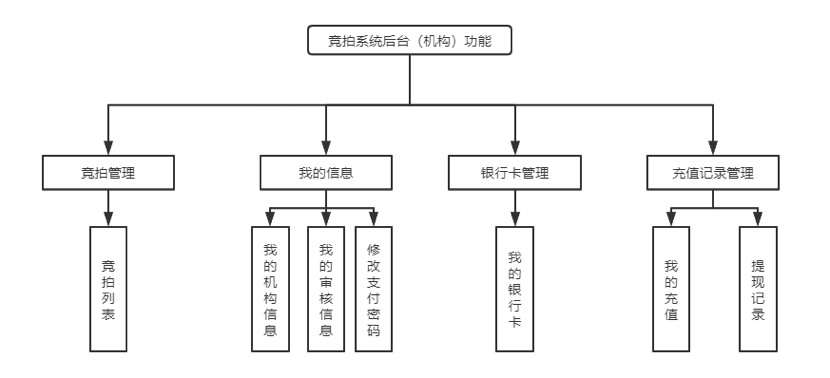 竞拍系统后台（机构）功能
竞拍管理
我的信息
银行卡管理
充值记录管理
竞拍列表
我的机构信息
我的审核信息
修改支付密码
我的银行卡
我的充值
提现记录